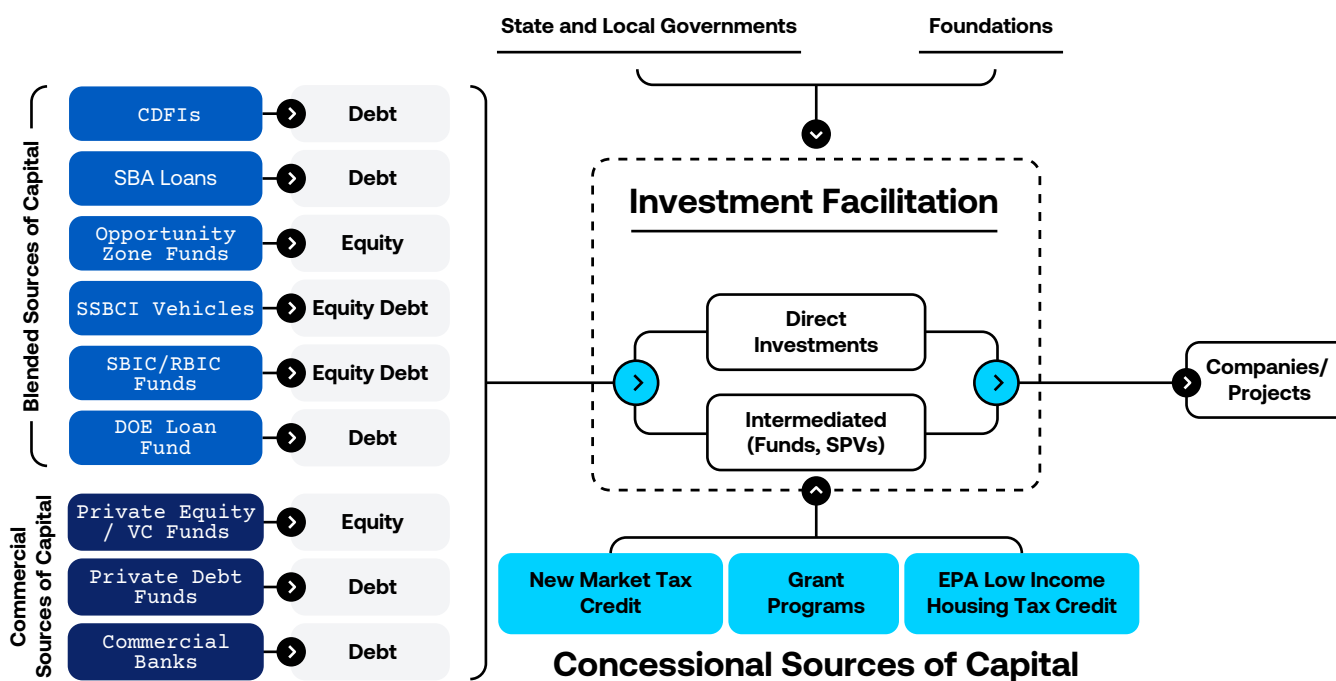 State and Local Governments
Foundations
Blended Sources of Capital
CDFIs
Debt
SBA Loans
Debt
Opportunity
Zone Funds
Equity
SSBCI Vehicles
Equity Debt
SBIC/RBIC
Funds
Equity Debt
DOE Loan
Fund
Debt
Commercial
Sources of Capital
Private Equity
/ VC Funds
Equity
Private Debt
Funds
Debt
Commercial
Banks
Debt
Investment Facilitation
Direct
Investments
Intermediated
(Funds, SPVs)
Companies/
Projects
New Market Tax
Credit
Grant
Programs
EPA Low Income
Housing Tax Credit
Concessional Sources of Capital